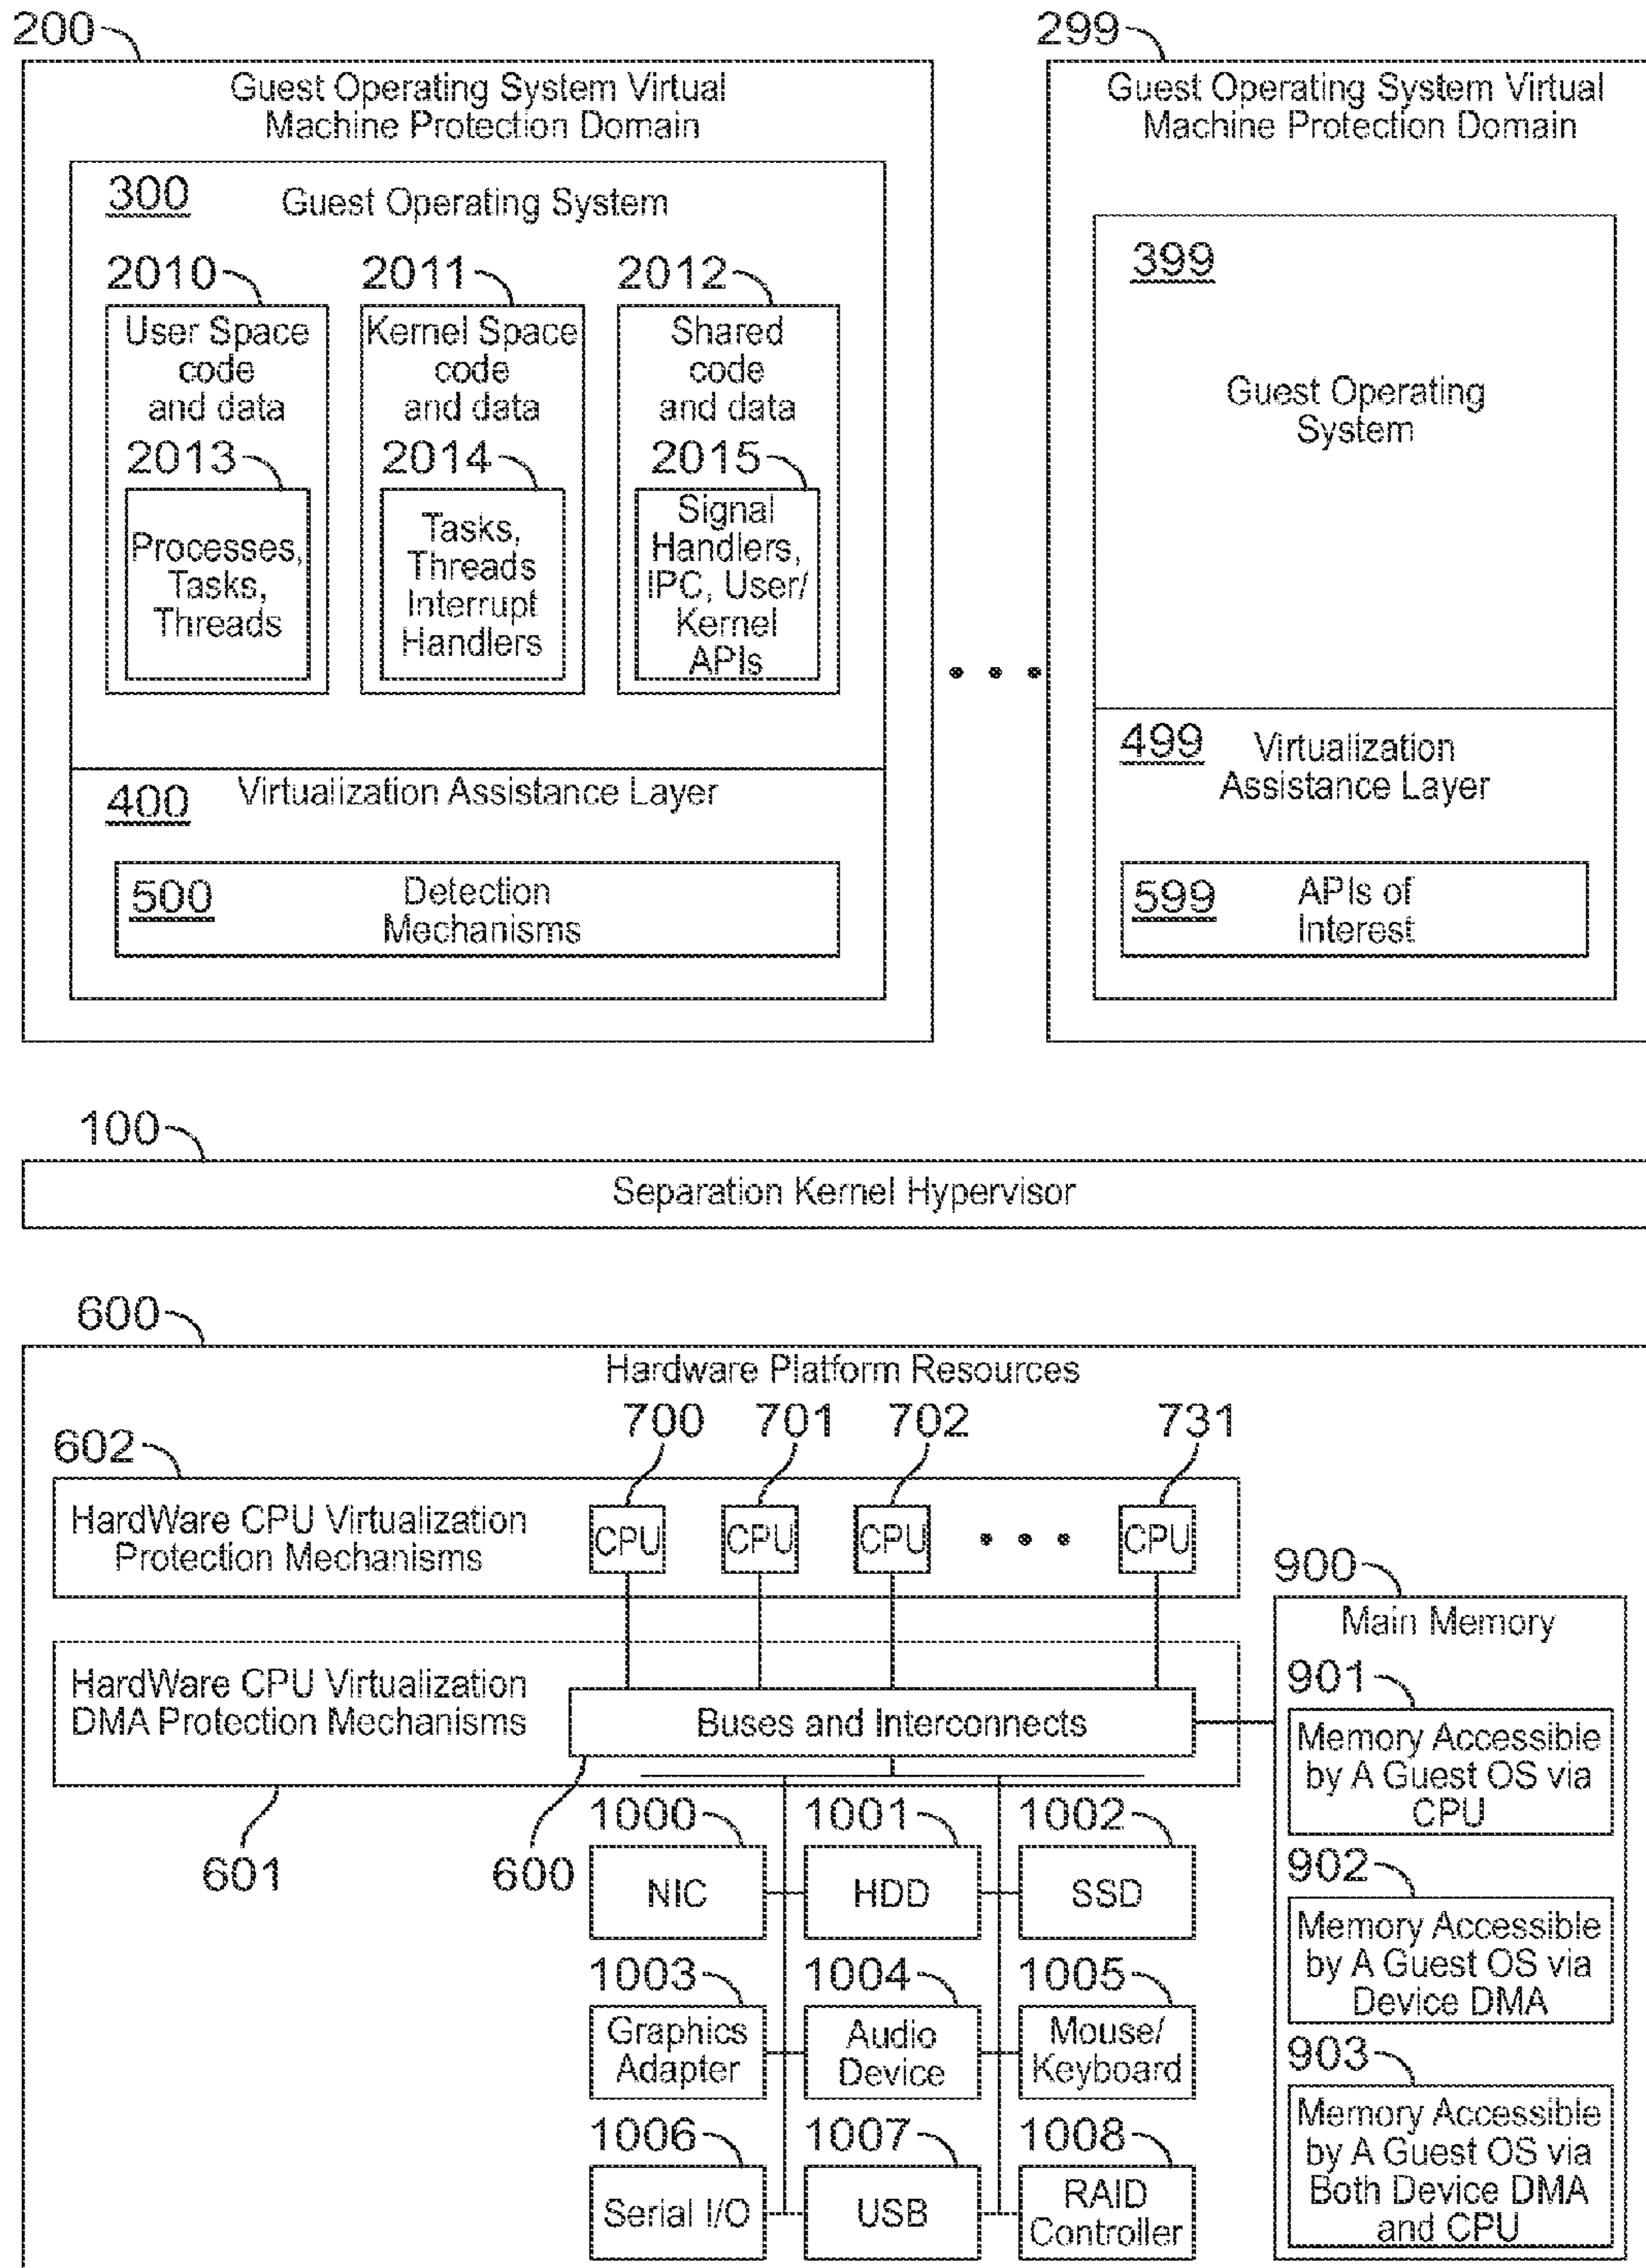 200
Guest Operating System Virtual
Machine Protection Domain
300
Guest Operating System
2010
User Space
code
and data
2013
Processes,
Tasks,
Threads
2011
Kernel Space
code
and data
2014
Tasks,
Threads
Interrupt
Handlers
2012
Shared
code
and data
2015
Signal
Handlers,
IPC, User/
Kernel
APIs
400
Virtualization Assistance Layer
500
Detection
Mechanisms
299
Guest Operating System Virtual
Machine Protection Domain
399
Guest Operating
System
499
Virtualization
Assistance Layer
599
APIs of
Interest
100
Separation Kernel Hypervisor
600
Hardware Platform Resources
602
HardWare CPU Virtualization
Protection Mechanisms
700
CPU
701
CPU
702
CPU
731
CPU
HardWare CPU Virtualization
DMA Protection Mechanisms
601
Buses and Interconnects
600
900
Main Memory
901
Memory Accessible
by A Guest OS via
CPU
902
Memory Accessible
by A Guest OS via
Device DMA
903
Memory Accessible
by A Guest OS via
Both Device DMA
and CPU
1000
NIC
1001
HDD
1002
SSD
1003
Graphics
Adapter
1004
Audio
Device
1005
Mouse/
Keyboard
1006
Serial I/O
1007
USB
1008
RAID
Controller